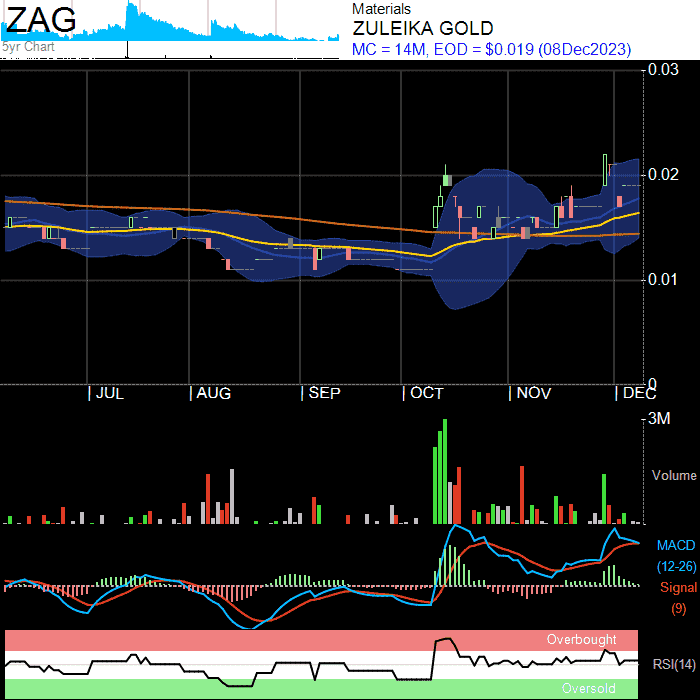 ZAG
5yr Chart
Materials
ZULEIKA GOLD
MC = 14M, EOD = $0.019 (08Dec2023)
0.03
0.02
0.01
0
JUL AUG SEP OCT NOV DEC
3M
Volume
MACD
(12-26)
Signal
(9)
Overbought
RSI(14)
Oversold